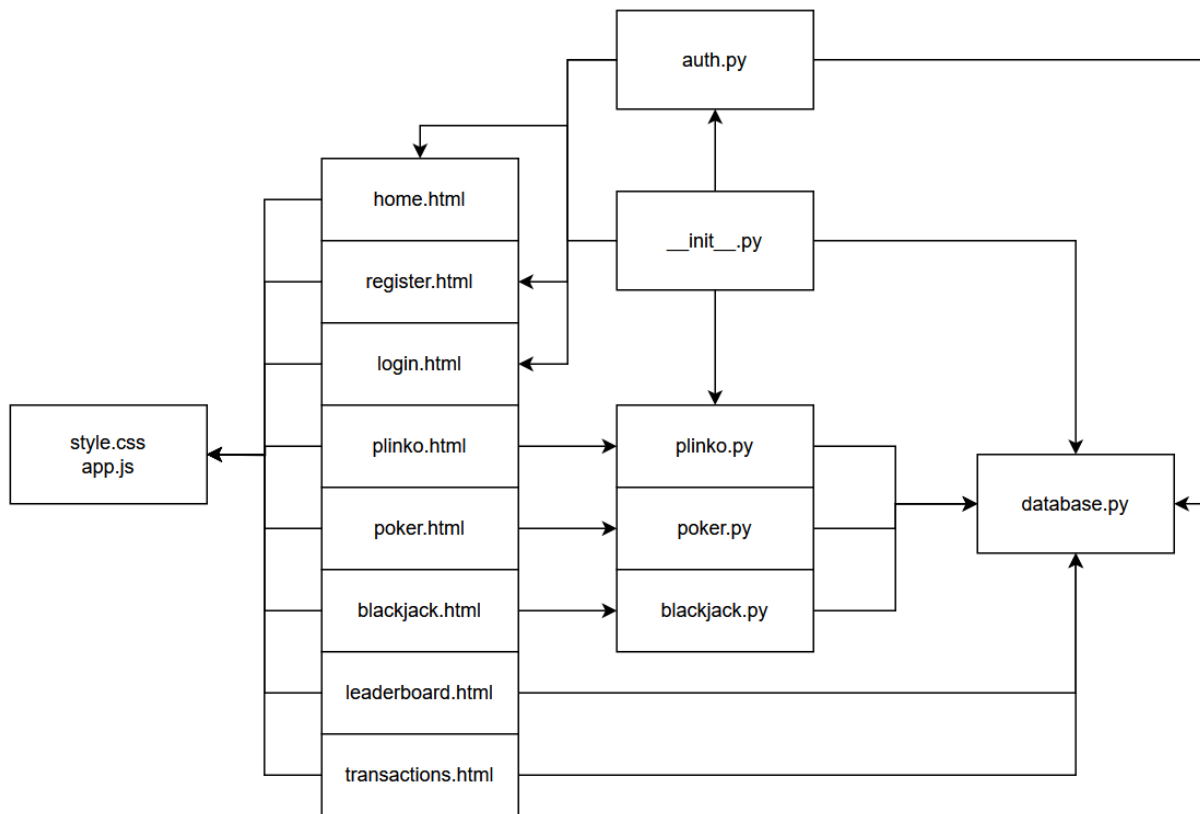 auth.py
home.html
__init__.py
register.html
login.html
style.css
app.js
plinko.html
plinko.py
poker.html
poker.py
database.py
blackjack.html
blackjack.py
leaderboard.html
transactions.html